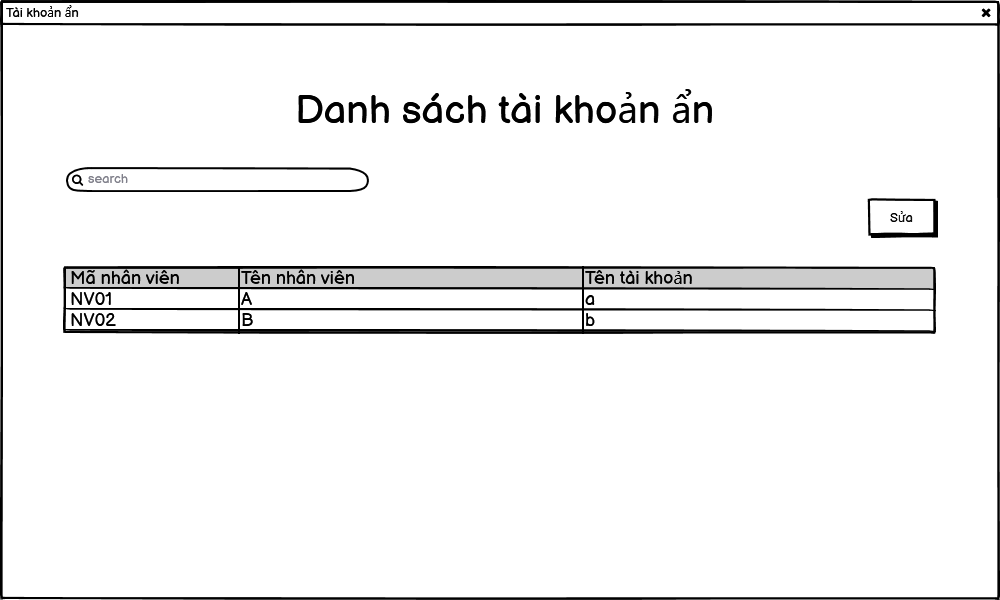 Tài khoản ẩn
Danh sách tài khoản ẩn
search
Sửa
Mã nhân viên Tên nhân viên Tên tài khoản
NV01 A a
NV02 B b